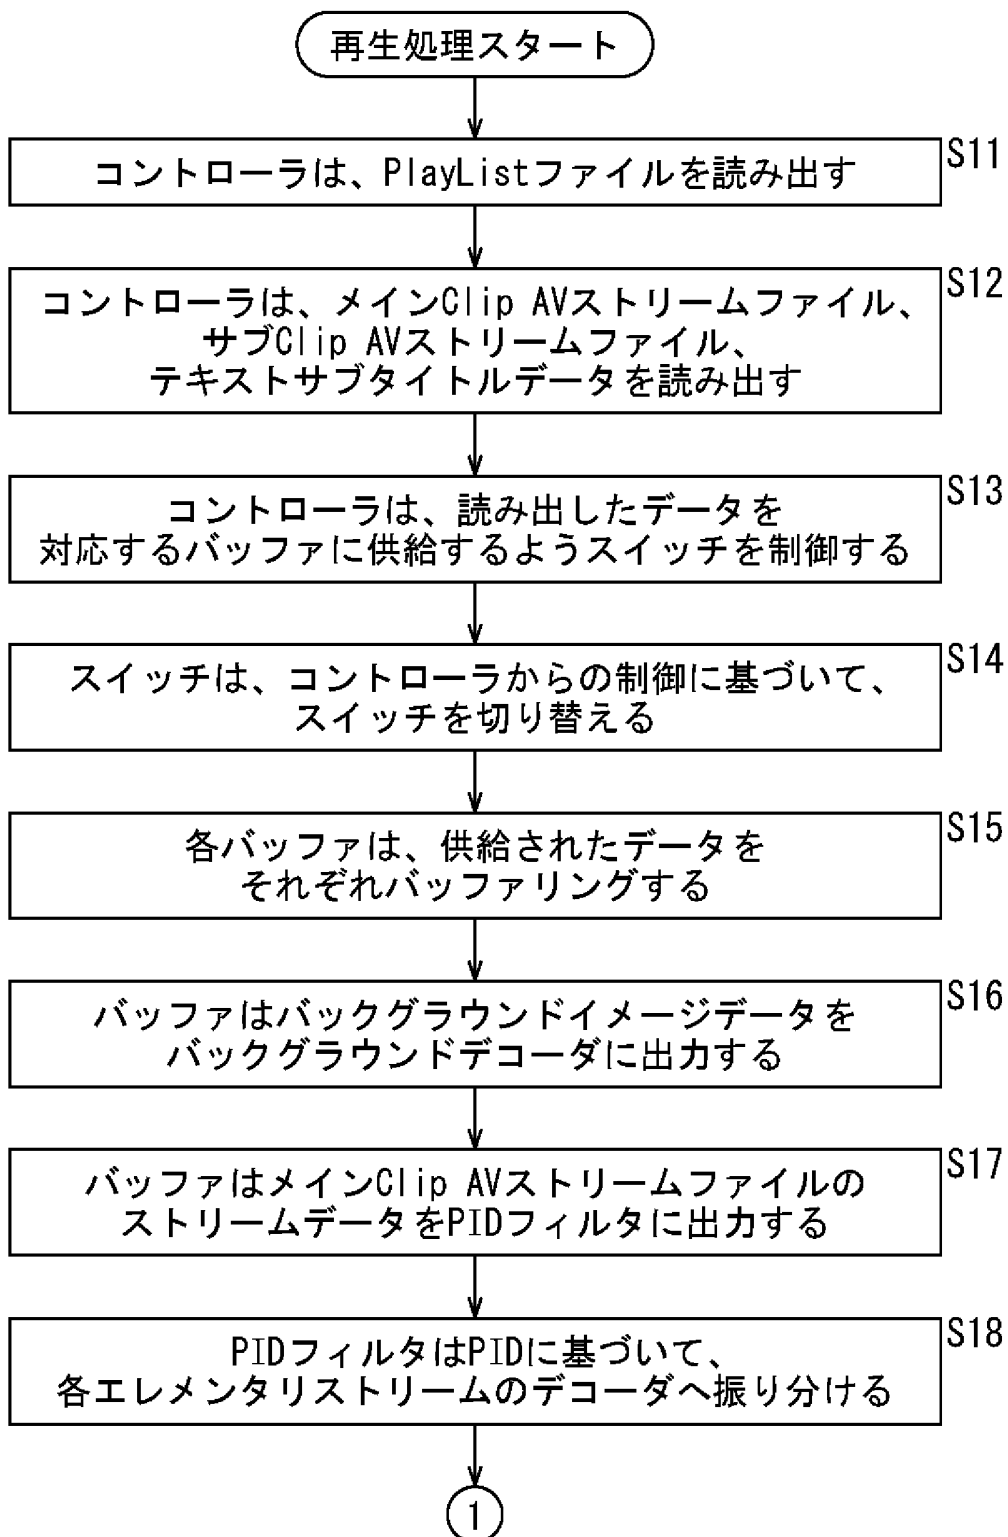 再生処理スタート
S11
コントローラは、PlayListファイルを読み出す
S12
コントローラは、メインClip AVストリームファイル、
サブClip AVストリームファイル、
テキストサブタイトルデータを読み出す
S13
コントローラは、読み出したデータを
対応するバッファに供給するようスイッチを制御する
S14
スイッチは、コントローラからの制御に基づいて、
スイッチを切り替える
S15
各バッファは、供給されたデータを
それぞれバッファリングする
S16
バッファはバックグラウンドイメージデータを
バックグラウンドデコーダに出力する
S17
バッファはメインClip AVストリームファイルの
ストリームデータをPIDフィルタに出力する
S18
PIDフィルタはPIDに基づいて、
各エレメンタリストリームのデコーダへ振り分ける
1